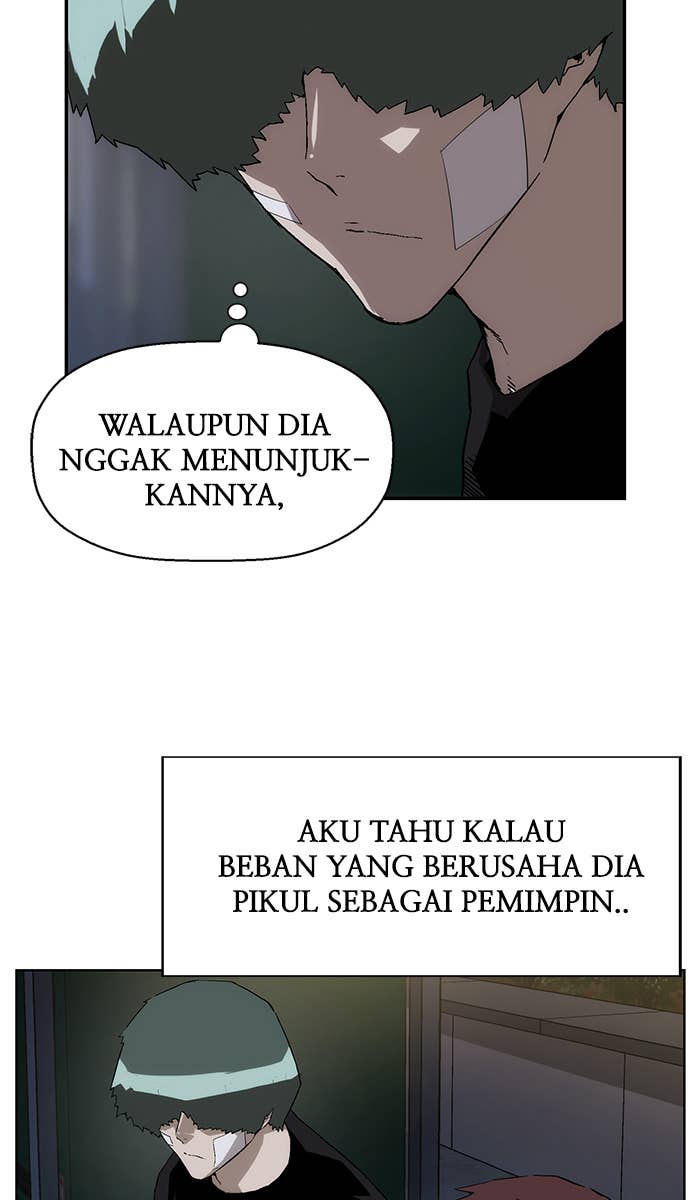 WALAUPUN DIA
NGGAK MENUNJUK-
KANNYA,
AKU TAHU KALAU
BEBAN YANG BERUSAHA DIA
PIKUL SEBAGAI PEMIMPIN..